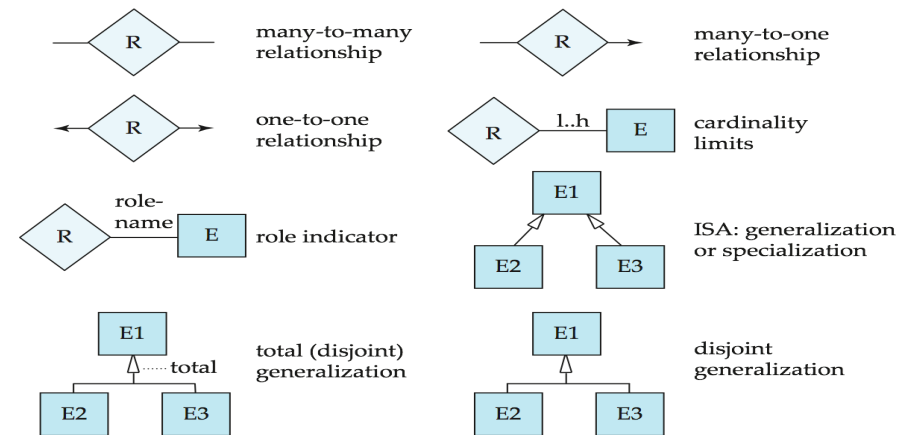 R
many-to-many
relationship
R
many-to-one
relationship
R
one-to-one
relationship
R
l..h
E
cardinality
limits
role-
name
R
E
role indicator
E1
E2
E3
ISA: generalization
or specialization
E1
total
E2
E3
total (disjoint)
generalization
E1
E2
E3
disjoint
generalization